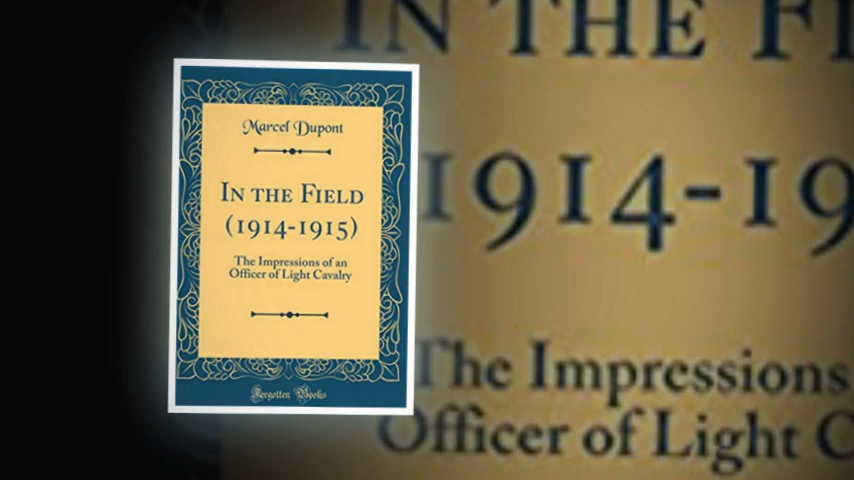 Marcel Dupont
In the Field
(1914-1915)
The Impressions of an
Officer of Light Cavalry
Forgotten Books
In the Fi
1914-19
The Impressions
Officer of Light C